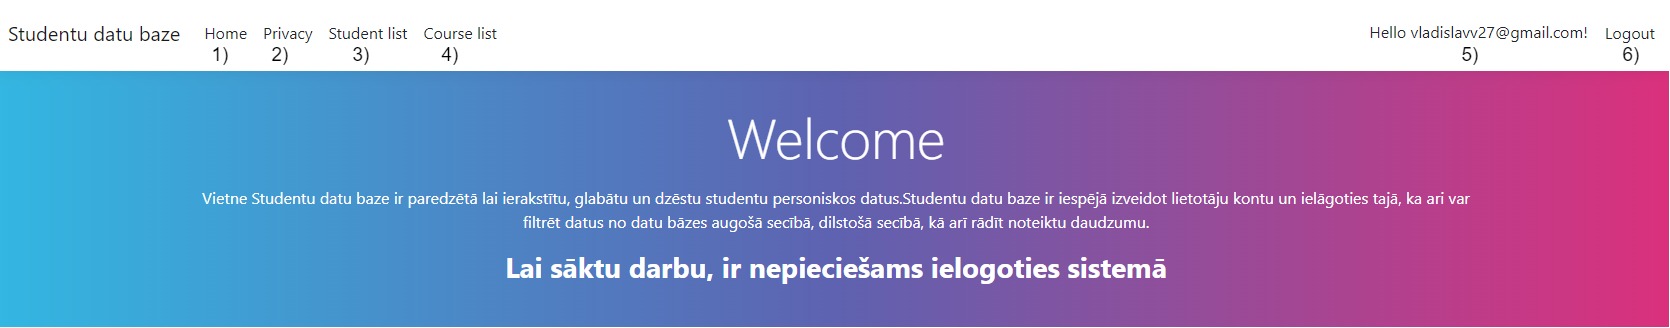 Studentu datu baze Home Privacy Student list Course list Hello vladislavv27@gmail.com! Logout
1) 2) 3) 4) 5) 6)
Welcome
Vietne Studentu datu baze ir paredzētā lai ierakstītu, glabātu un dzēstu studentu personiskos datus.Studentu datu baze ir iespējā izveidot lietotāju kontu un ielāgoties tajā, ka ari var
filtrēt datus no datu bāzes augošā secībā, dilstošā secībā, kā arī rādīt noteiktu daudzumu.
Lai sāktu darbu, ir nepieciešams ielogoties sistemā